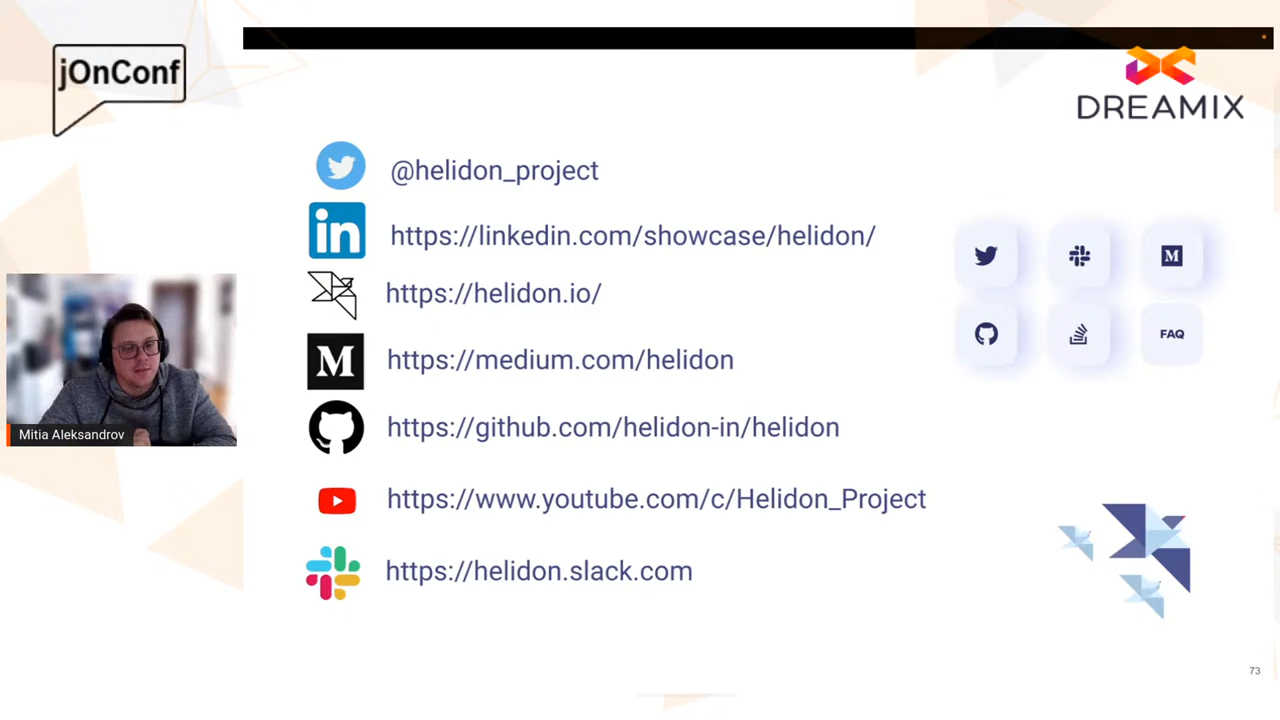 jOnConf
DREAMIX
@helidon_project
https://linkedin.com/showcase/helidon/
https://helidon.io/
https://medium.com/helidon
https://github.com/helidon-in/helidon
https://www.youtube.com/c/Helidon_Project
https://helidon.slack.com
FAQ
Mitia Aleksandrov
73